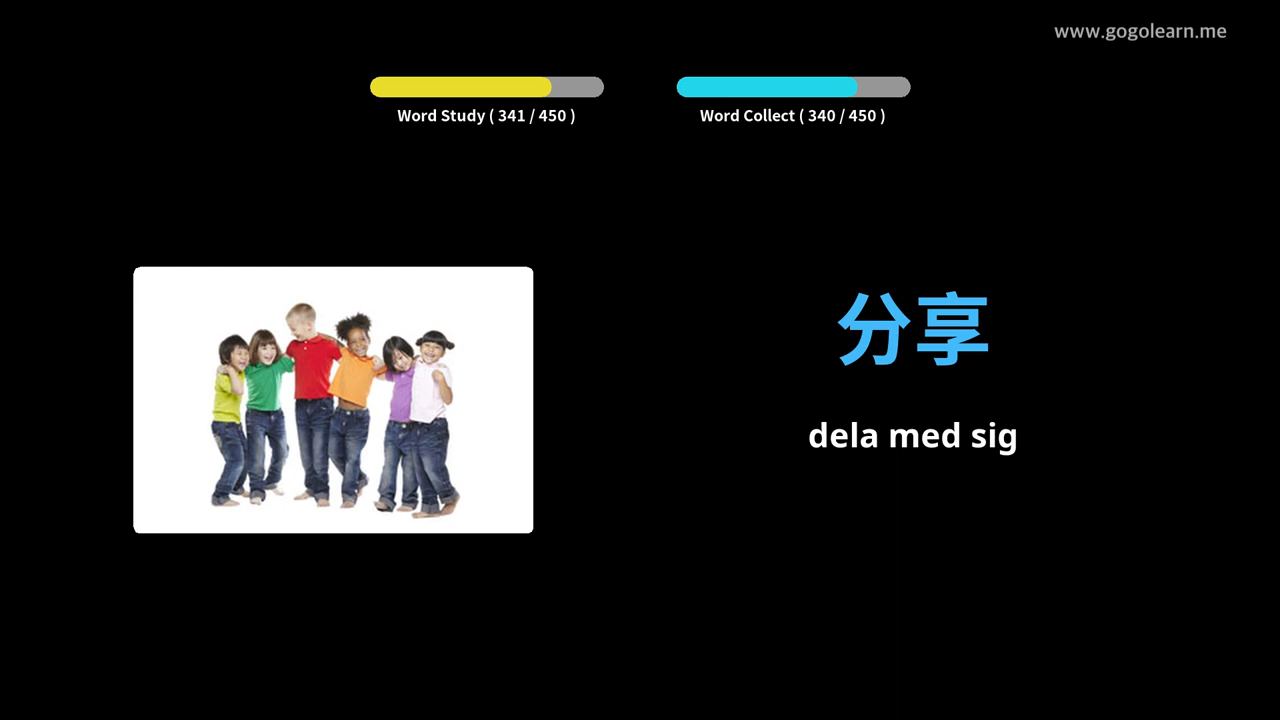 www.gogolearn.me
Word Study ( 341 / 450 )
Word Collect ( 340 / 450 )
分享
dela med sig